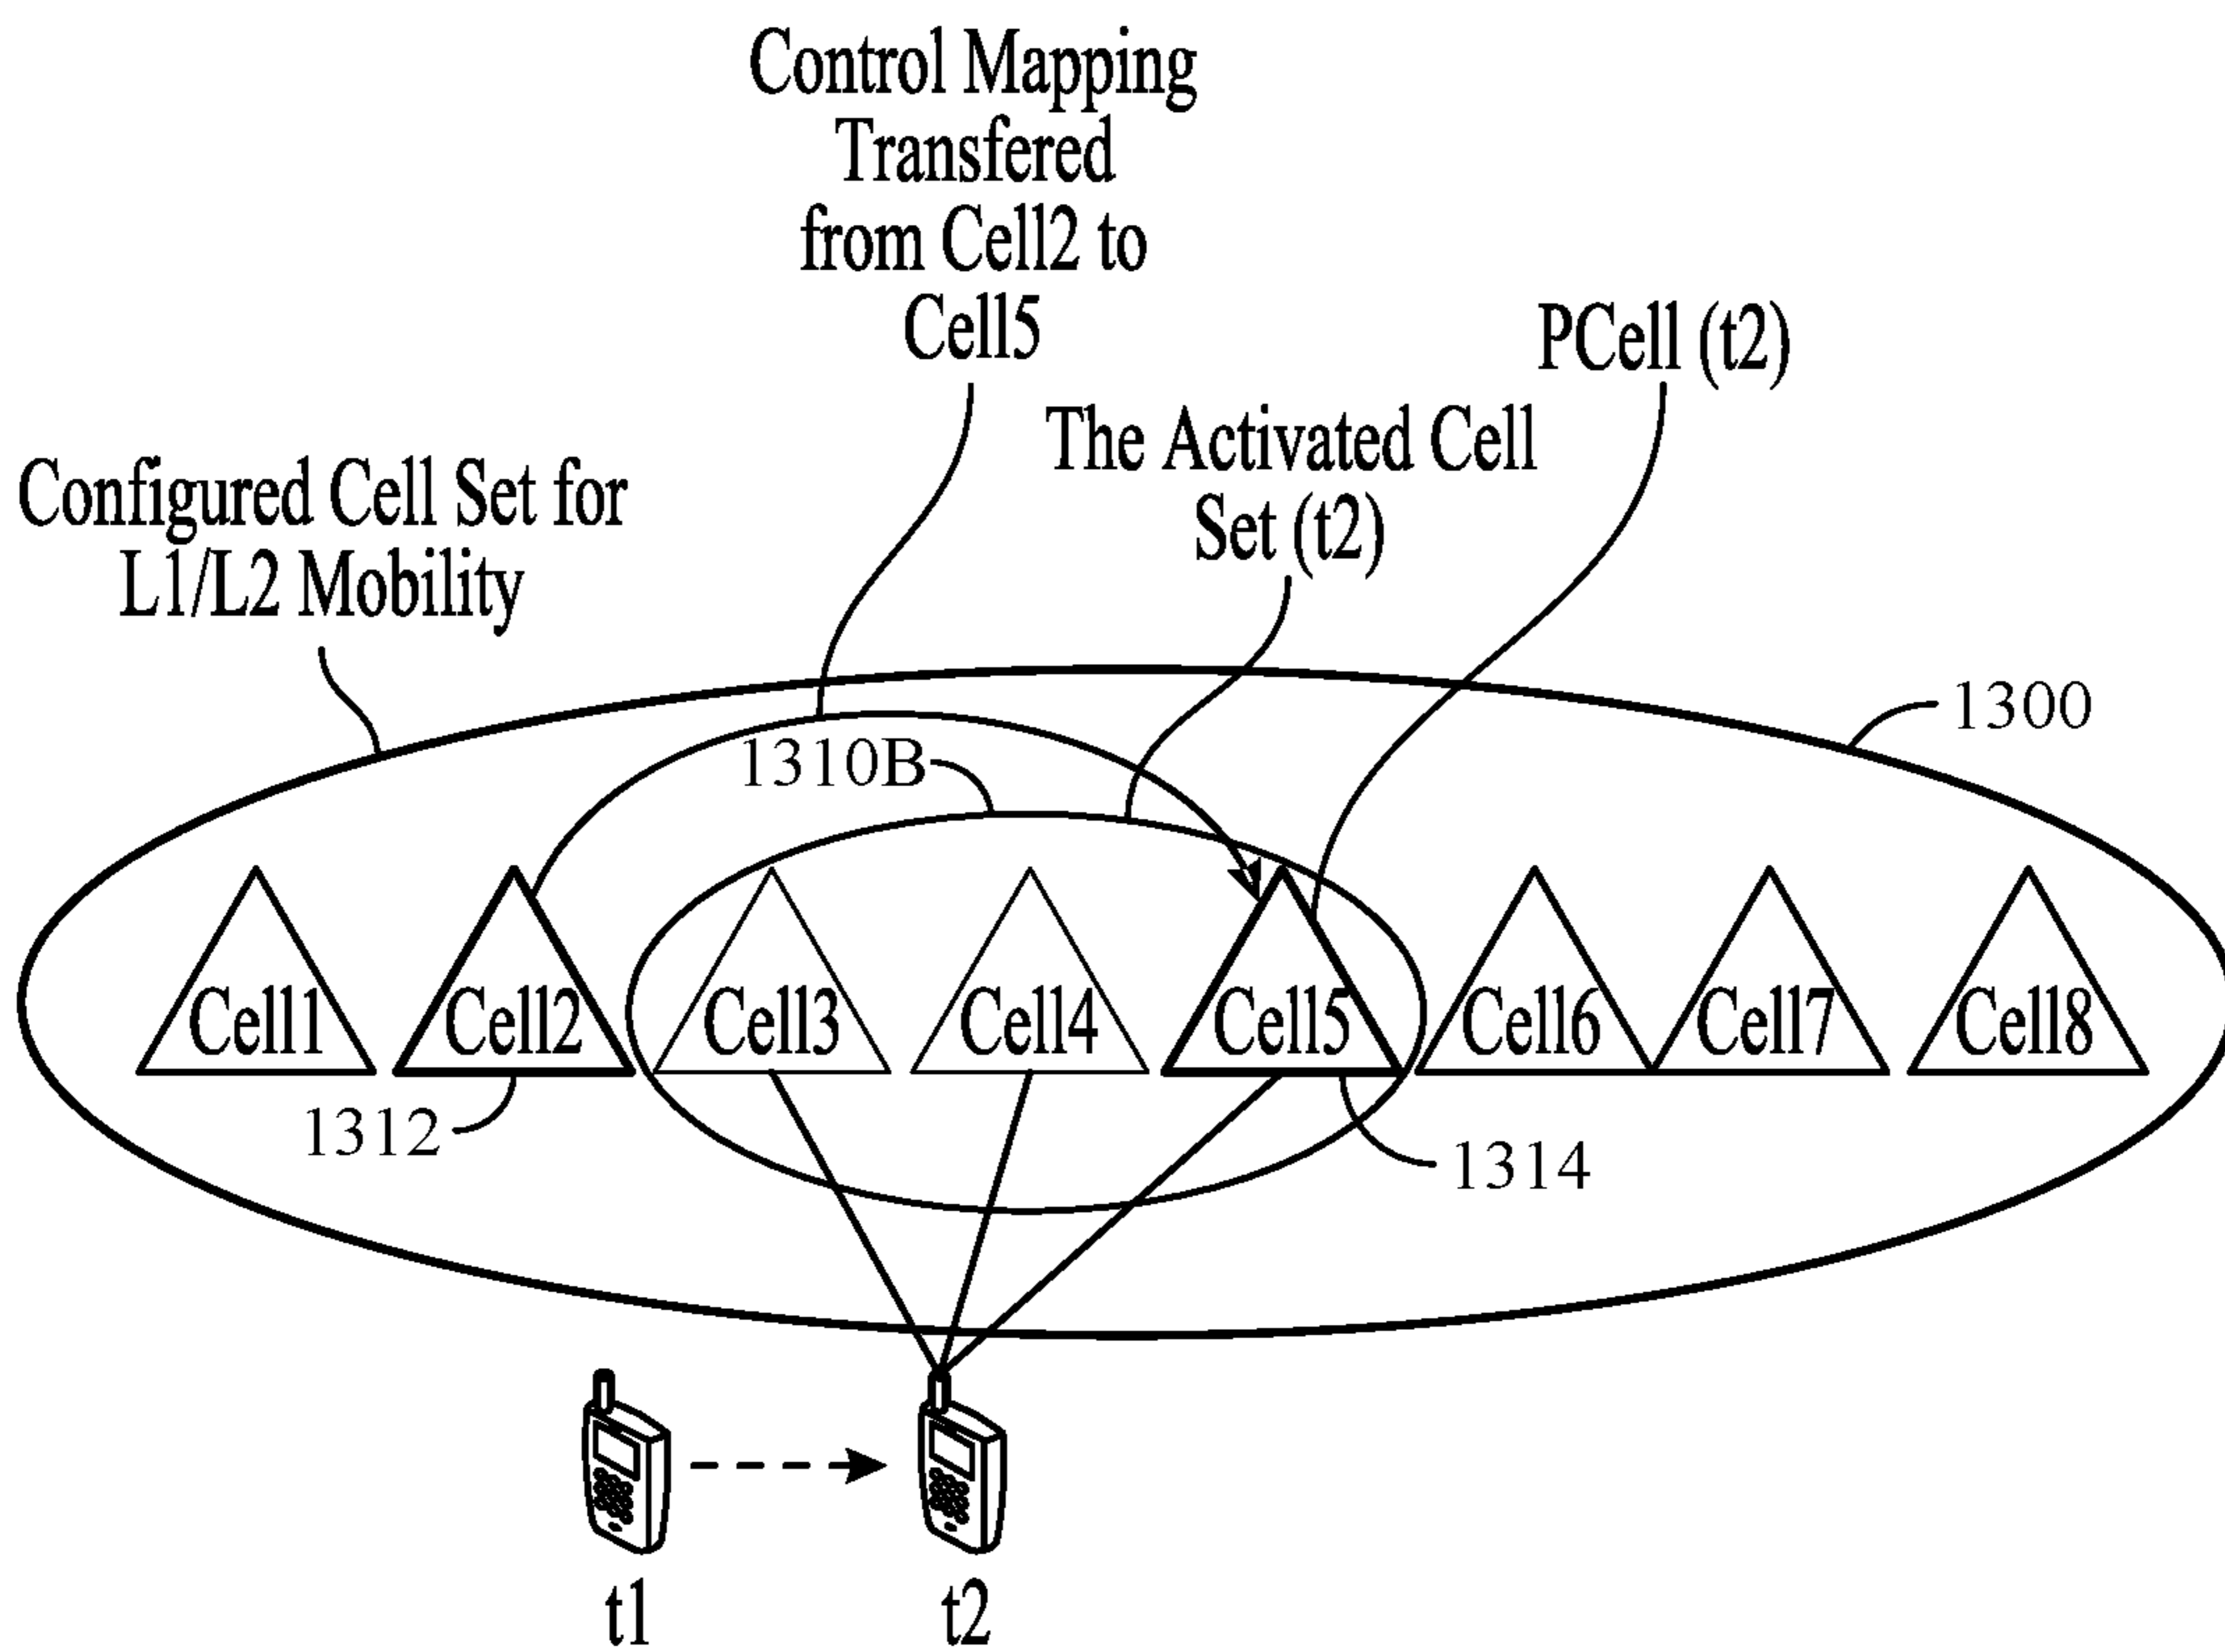 Control Mapping
Transfered
from Cell2 to
Cell5
PCell (t2)
The Activated Cell
Set (t2)
Configured Cell Set for
L1/L2 Mobility
1300
1310B
Cell1
Cell2
Cell3
Cell4
Cell5
Cell6
Cell7
Cell8
1312
1314
t1
t2